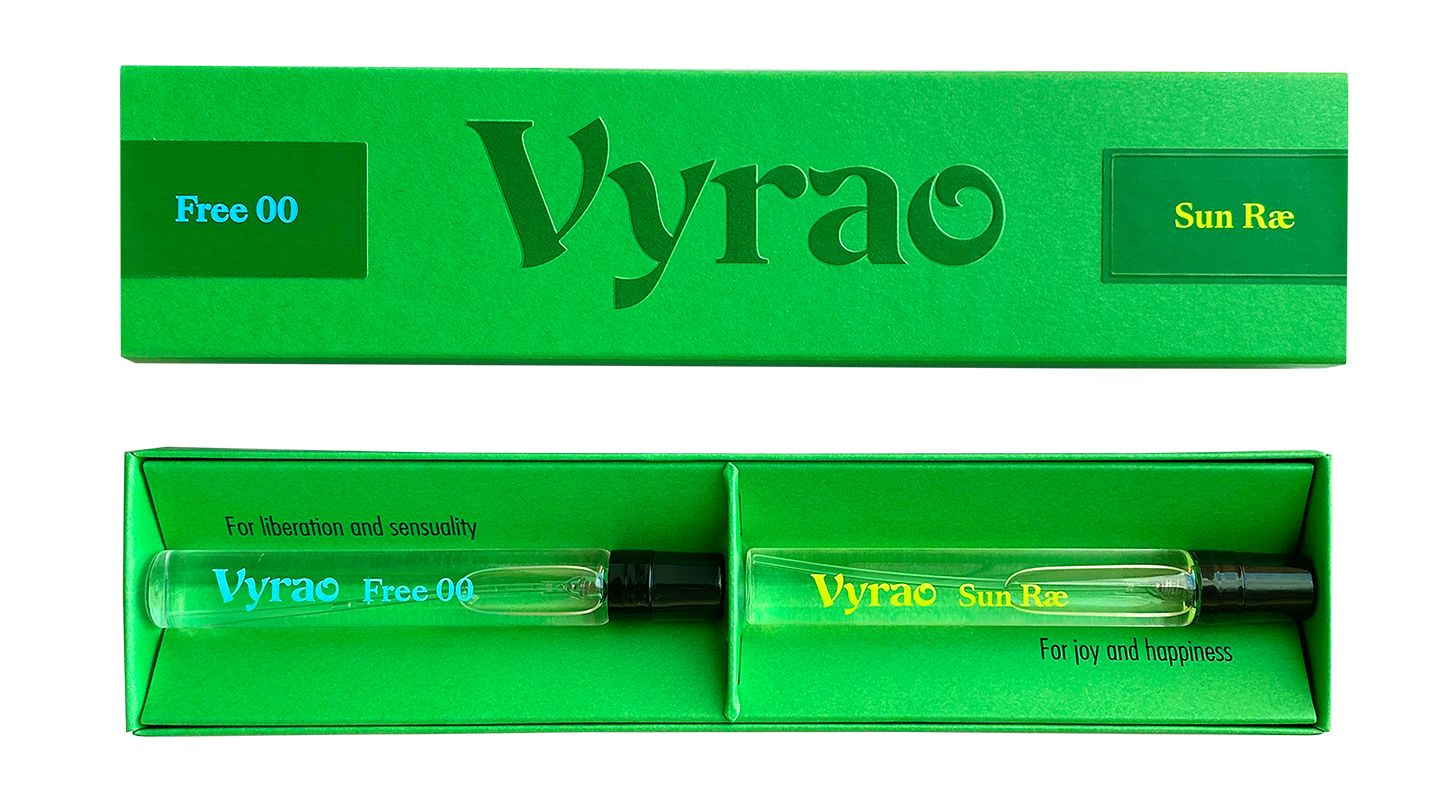 Free 00
Vyrao
Sun Ræ
For liberation and sensuality
Vyrao Free 00
Vyrao Sun Ræ
For joy and happiness